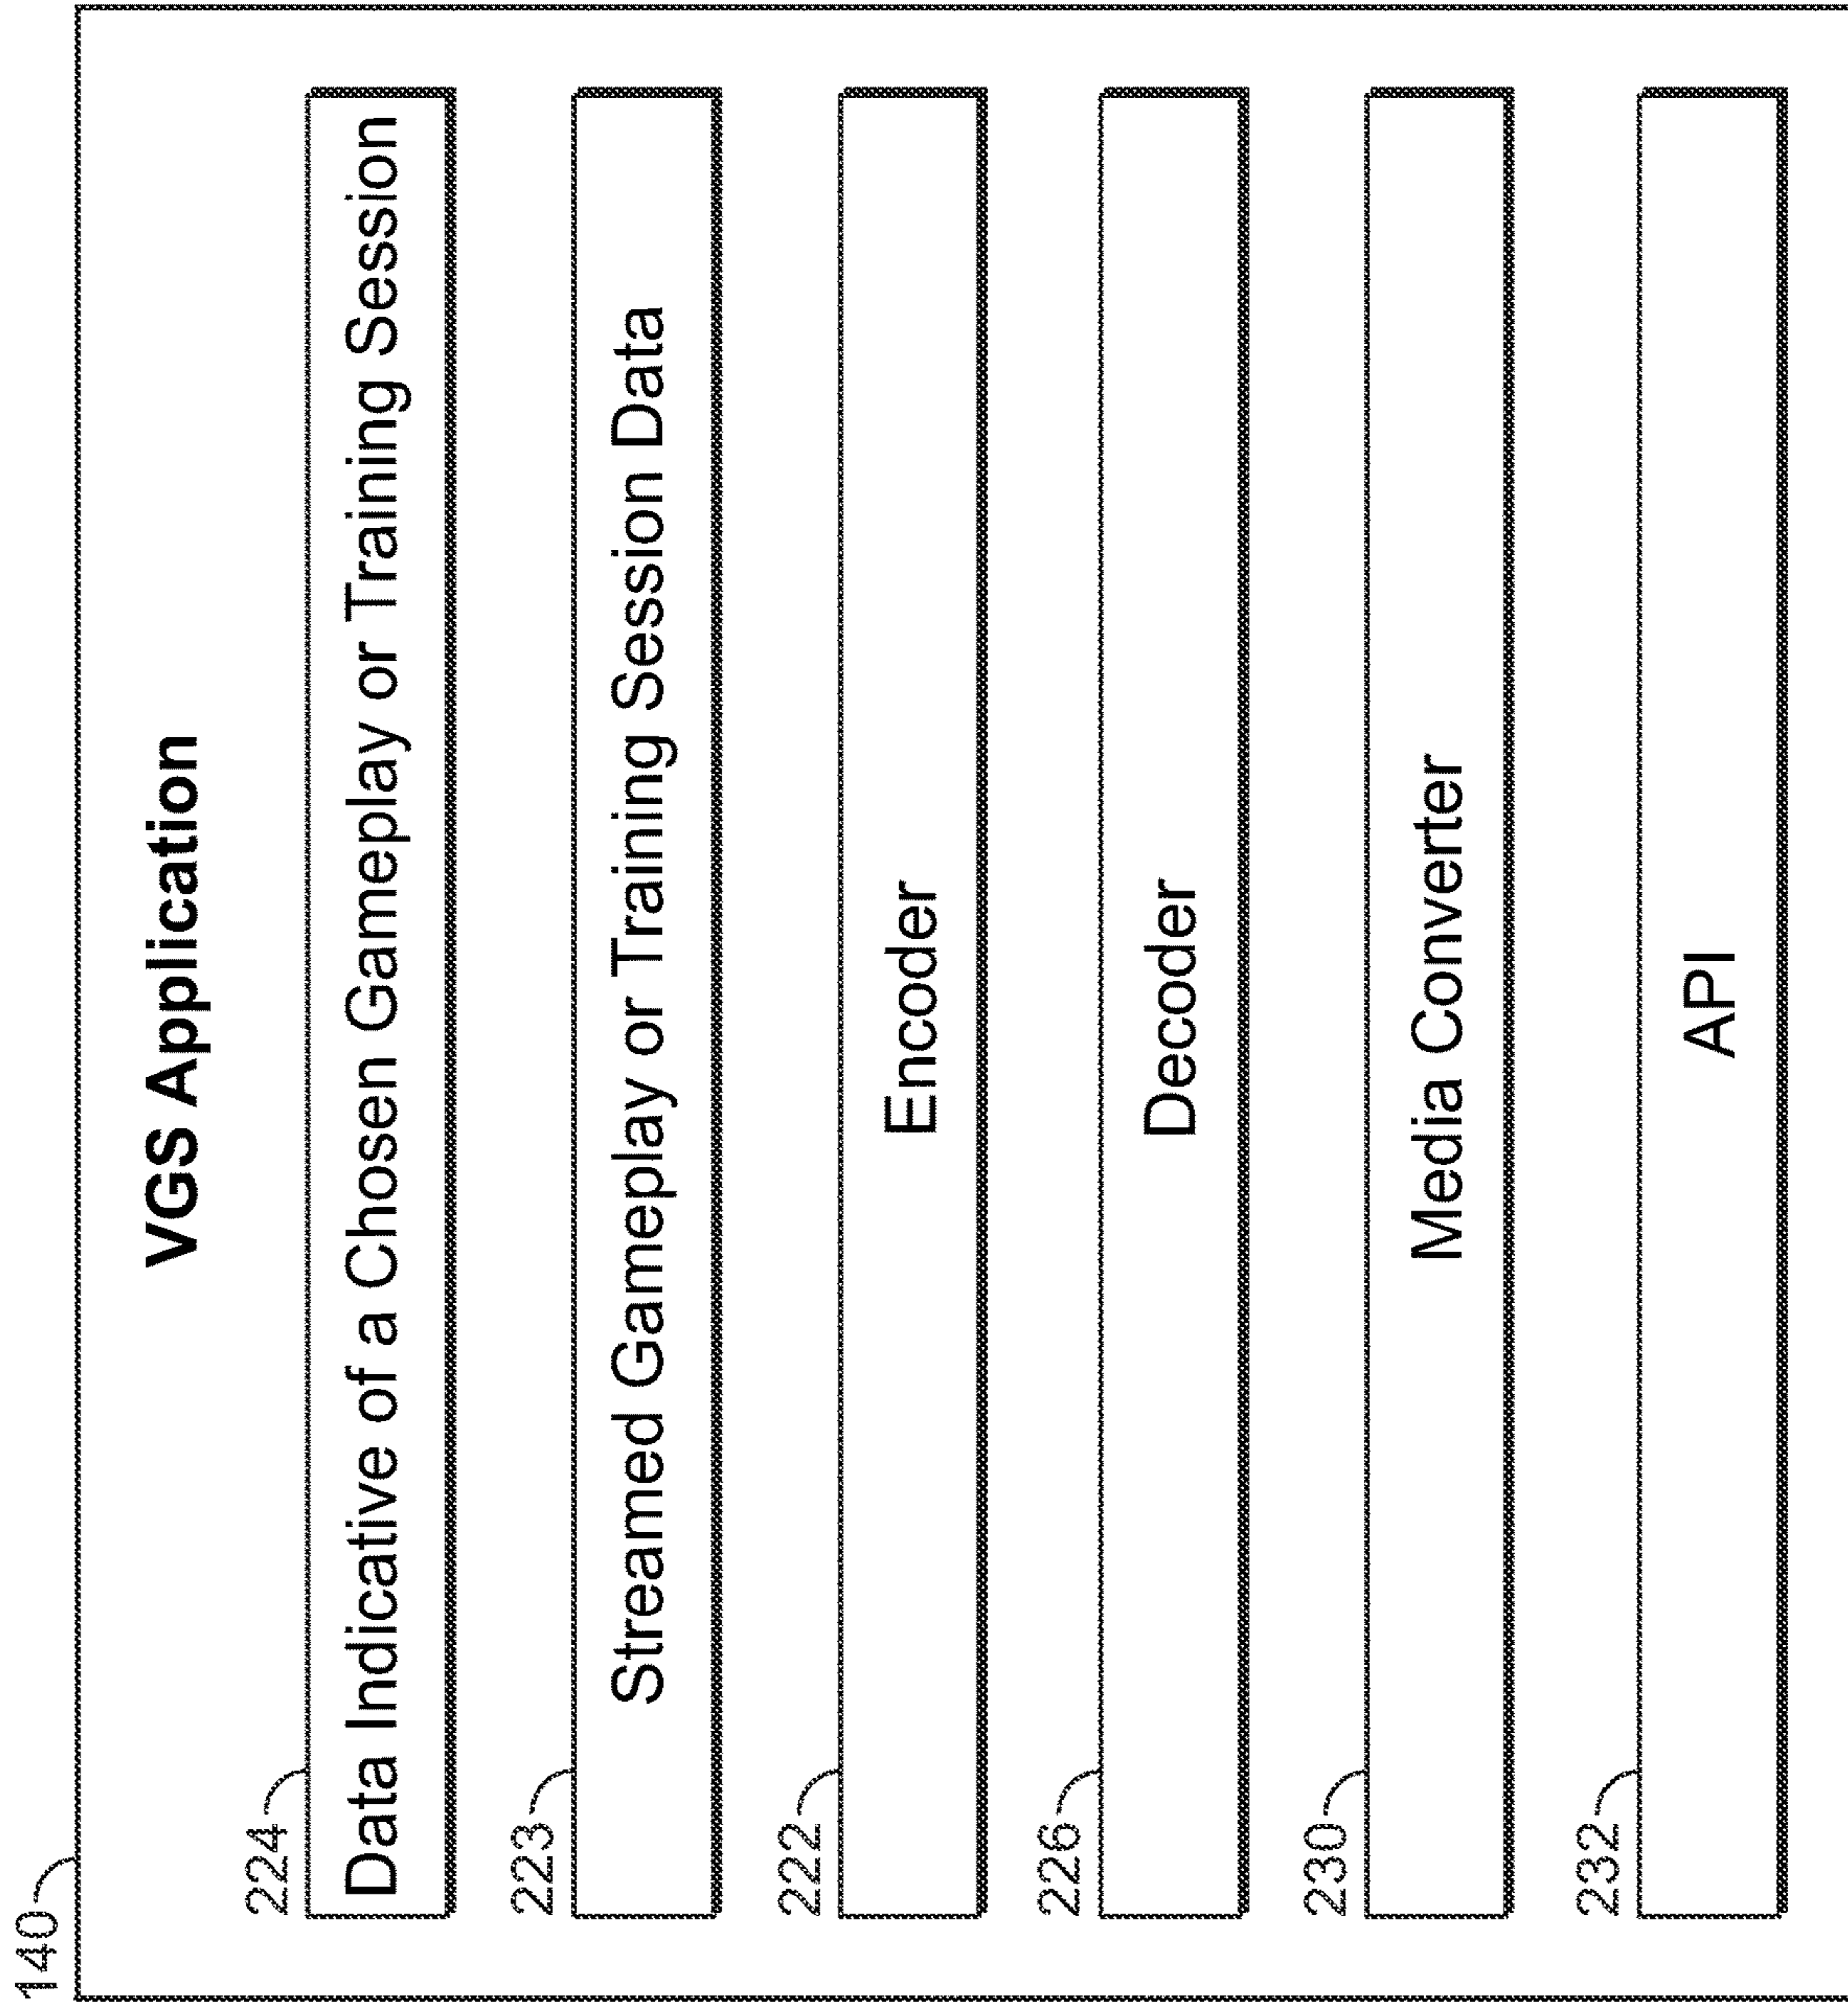 140
VGS Application
224
Data Indicative of a Chosen Gameplay or Training Session
223
Streamed Gameplay or Training Session Data
222
Encoder
226
Decoder
230
Media Converter
232
API